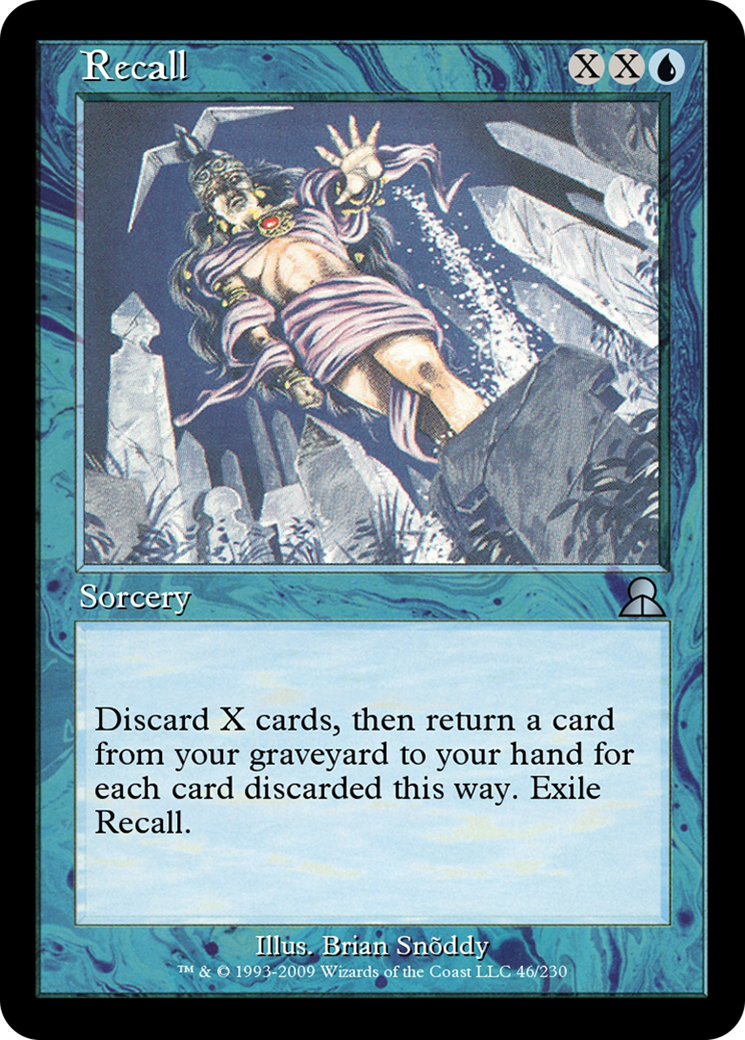 Recall
X X
Sorcery
Discard X cards, then return a card
from your graveyard to your hand for
each card discarded this way. Exile
Recall.
Illus. Brian Snõddy
™ & © 1993-2009 Wizards of the Coast LLC 46/230